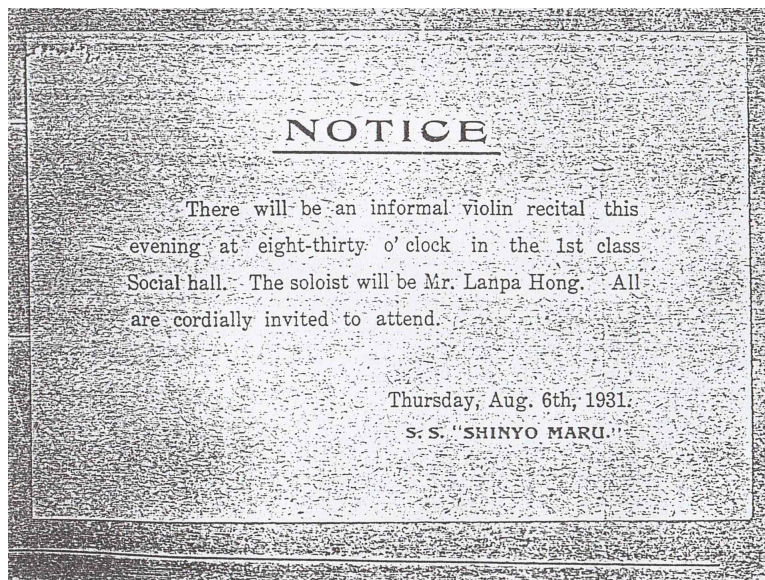 NOTICE
There will be an informal violin recital this
evening at eight-thirty o' clock in the 1st class
Social hall. The soloist will be Mr. Lanpa Hong. All
are cordially invited to attend.
Thursday, Aug. 6th, 1931.
S. S. "SHINYO MARU."